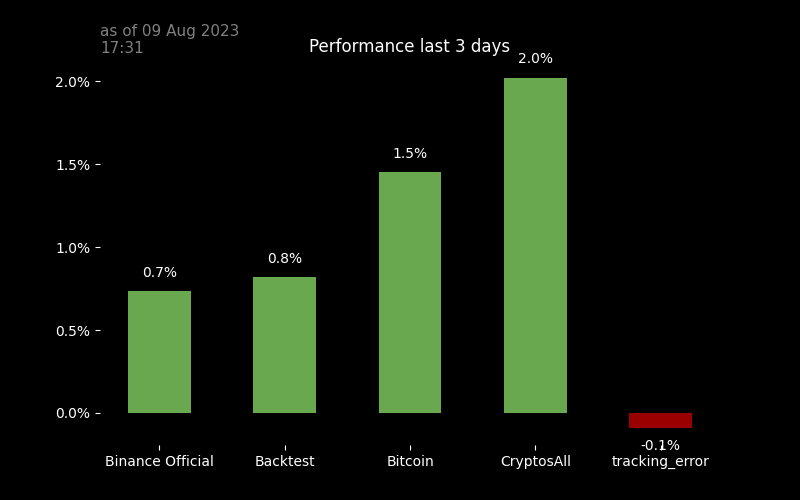 as of 09 Aug 2023
17:31
Performance last 3 days
2.0%
2.0%
1.5%
1.5%
1.0%
0.8%
0.7%
0.5%
0.0%
-0.1%
Binance Official
Backtest
Bitcoin
CryptosAll
tracking_error